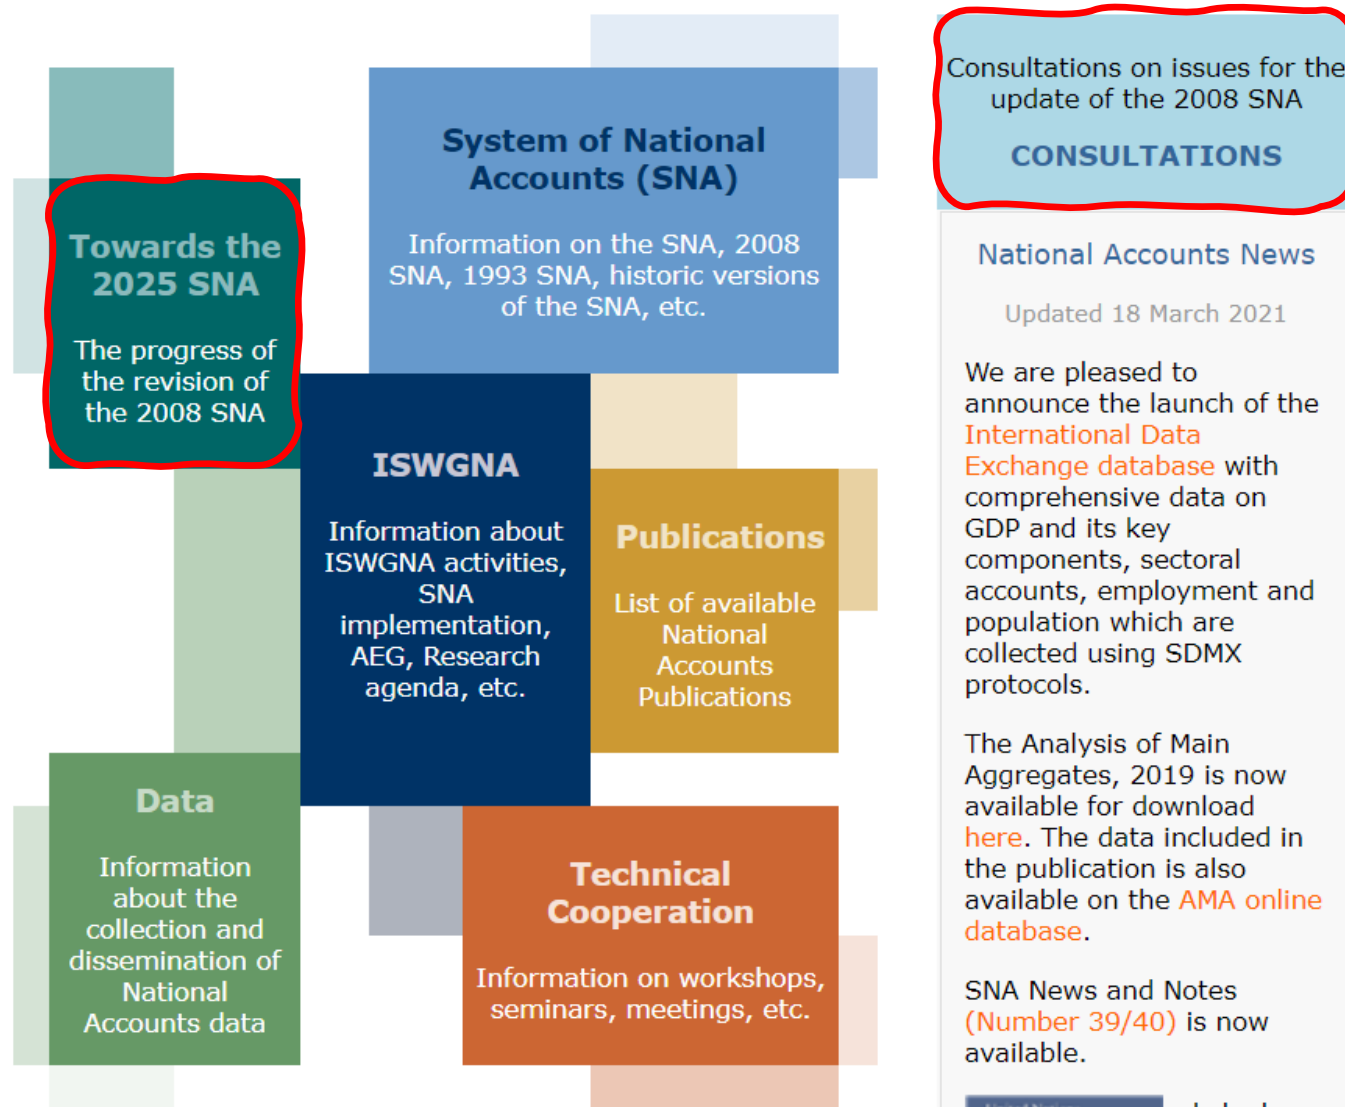 Towards the
2025 SNA
The progress of
the revision of
the 2008 SNA
System of National
Accounts (SNA)
Information on the SNA, 2008
SNA, 1993 SNA, historic versions
of the SNA, etc.
ISWGNA
Information about
ISWGNA activities,
SNA
implementation,
AEG, Research
agenda, etc.
Publications
List of available
National
Accounts
Publications
Data
Information
about the
collection and
dissemination of
National
Accounts data
Technical
Cooperation
Information on workshops,
seminars, meetings, etc.
Consultations on issues for the
update of the 2008 SNA
CONSULTATIONS
National Accounts News
Updated 18 March 2021
We are pleased to
announce the launch of the
International Data
Exchange database with
comprehensive data on
GDP and its key
components, sectoral
accounts, employment and
population which are
collected using SDMX
protocols.
The Analysis of Main
Aggregates, 2019 is now
available for download
here. The data included in
the publication is also
available on the AMA online
database.
SNA News and Notes
(Number 39/40) is now
available.